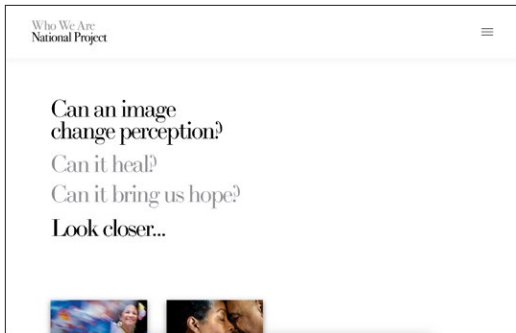 Who We Are
National Project
Can an image
change perception?
Can it heal?
Can it bring us hope?
Look closer...